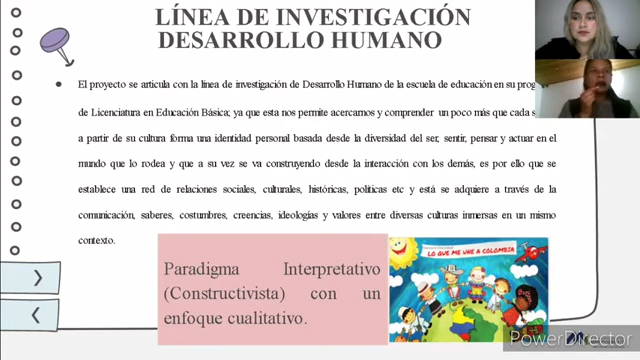 LÍNEA DE INVESTIGACIÓN
DESARROLLO HUMANO
El proyecto se articula con la línea de investigación de Desarrollo Humano de la escuela de educación en su
de Licenciatura en Educación Básica; ya que esta nos permite acercarnos y comprender un poco más que cada
a partir de su cultura forma una identidad personal basada desde la diversidad del ser, sentir, pensar y actuar en el
mundo que lo rodea y que a su vez se va construyendo desde la interacción con los demás, es por ello que se
establece una red de relaciones sociales, culturales, históricas, políticas etc y está se adquiere a través de la
comunicación, saberes, costumbres, creencias, ideologías y valores entre diversas culturas inmersas en un mismo
contexto.
Paradigma Interpretativo
(Constructivista) con un
enfoque cualitativo.
LO QUE ME UNE A COLOMBIA
PowerDirector